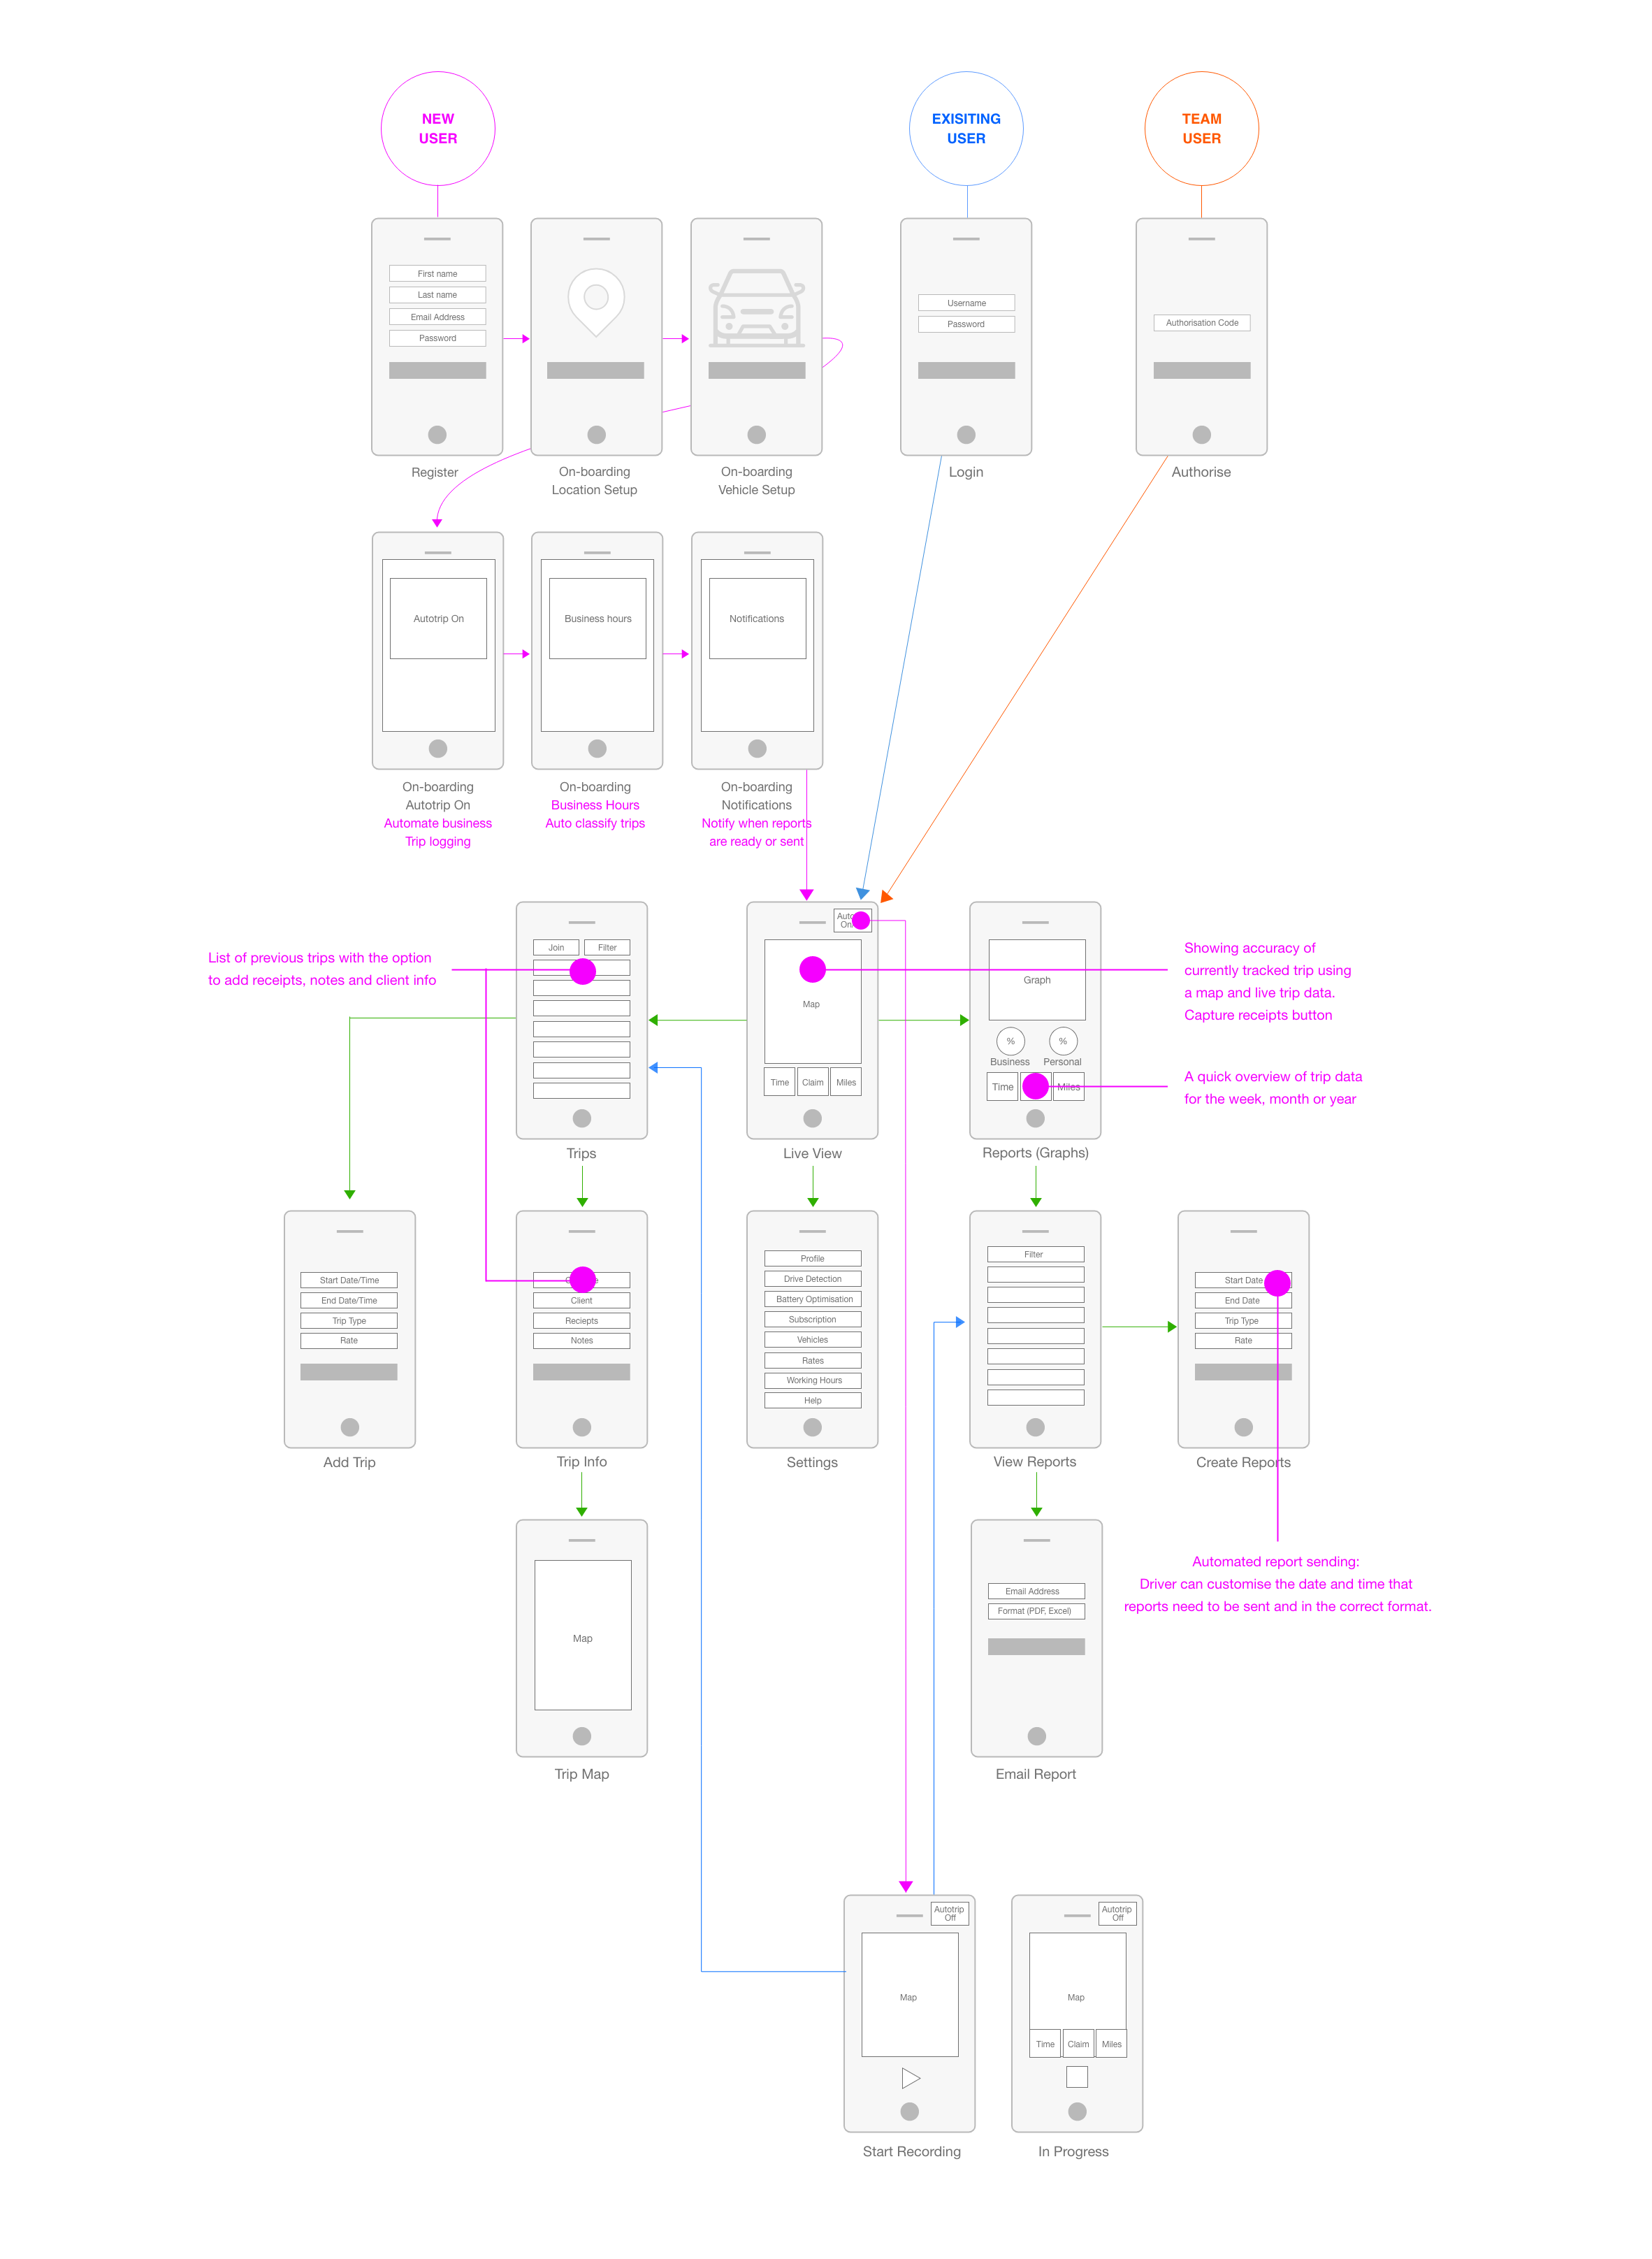 NEW
USER
EXISITING
USER
TEAM
USER
First name
Last name
Email Address
Password
Username
Password
Authorisation Code
Register
On-boarding
Location Setup
On-boarding
Vehicle Setup
Login
Authorise
Autotrip On
Business hours
Notifications
On-boarding
Autotrip On
Automate business
Trip logging
On-boarding
Business Hours
Auto classify trips
On-boarding
Notifications
Notify when reports
are ready or sent
List of previous trips with the option
to add receipts, notes and client info
Join
Filter
Trips
On
Map
Time
Claim
Miles
Live View
Graph
%
%
Business
Personal
Time
Miles
Reports (Graphs)
Showing accuracy of
currently tracked trip using
a map and live trip data.
Capture receipts button
A quick overview of trip data
for the week, month or year
Start Date/Time
End Date/Time
Trip Type
Rate
Add Trip
Client
Reciepts
Notes
Trip Info
Profile
Drive Detection
Battery Optimisation
Subscription
Vehicles
Rates
Working Hours
Help
Settings
Filter
View Reports
Start Date
End Date
Trip Type
Rate
Create Reports
Map
Trip Map
Email Address
Format (PDF, Excel)
Email Report
Automated report sending:
Driver can customise the date and time that
reports need to be sent and in the correct format.
Autotrip
Off
Map
Start Recording
Autotrip
Off
Map
Time
Claim
Miles
In Progress